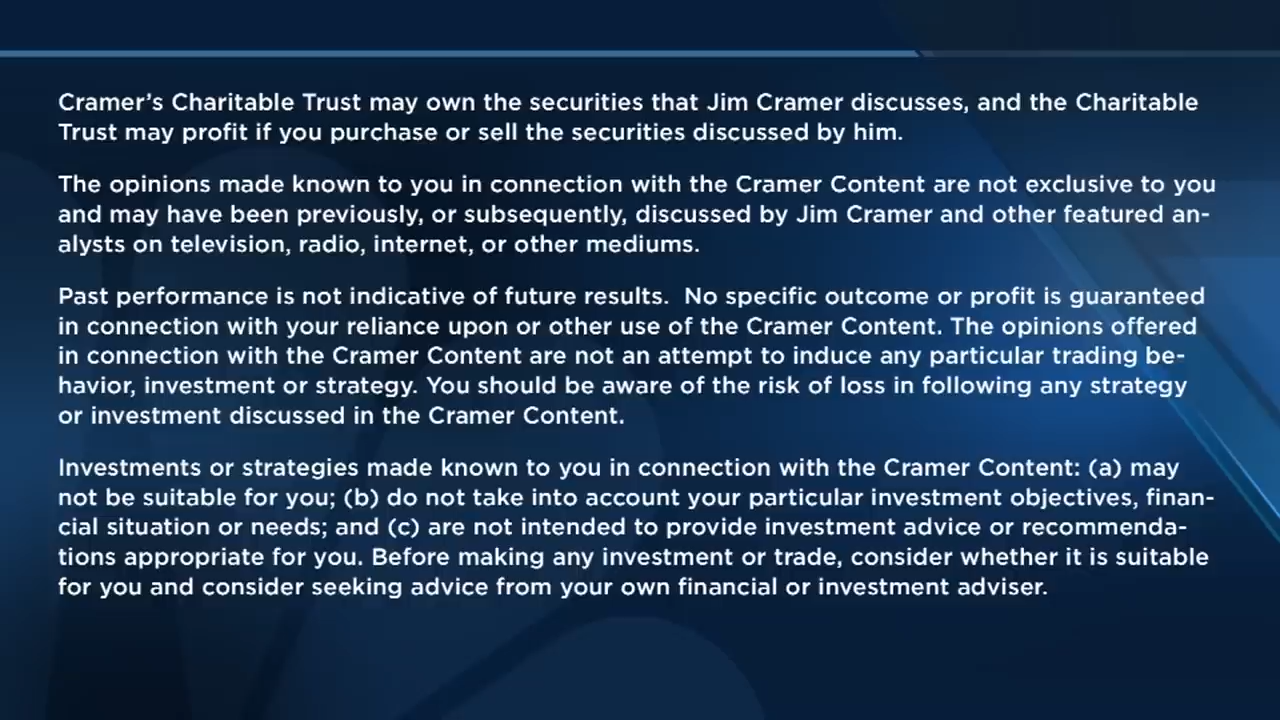 Cramer’s Charitable Trust may own the securities that Jim Cramer discusses, and the Charitable
Trust may profit if you purchase or sell the securities discussed by him.
The opinions made known to you in connection with the Cramer Content are not exclusive to you
and may have been previously, or subsequently, discussed by Jim Cramer and other featured an-
alysts on television, radio, internet, or other mediums.
Past performance is not indicative of future results.  No specific outcome or profit is guaranteed
in connection with your reliance upon or other use of the Cramer Content. The opinions offered
in connection with the Cramer Content are not an attempt to induce any particular trading be-
havior, investment or strategy. You should be aware of the risk of loss in following any strategy
or investment discussed in the Cramer Content.
Investments or strategies made known to you in connection with the Cramer Content: (a) may
not be suitable for you; (b) do not take into account your particular investment objectives, finan-
cial situation or needs; and (c) are not intended to provide investment advice or recommenda-
tions appropriate for you. Before making any investment or trade, consider whether it is suitable
for you and consider seeking advice from your own financial or investment adviser.